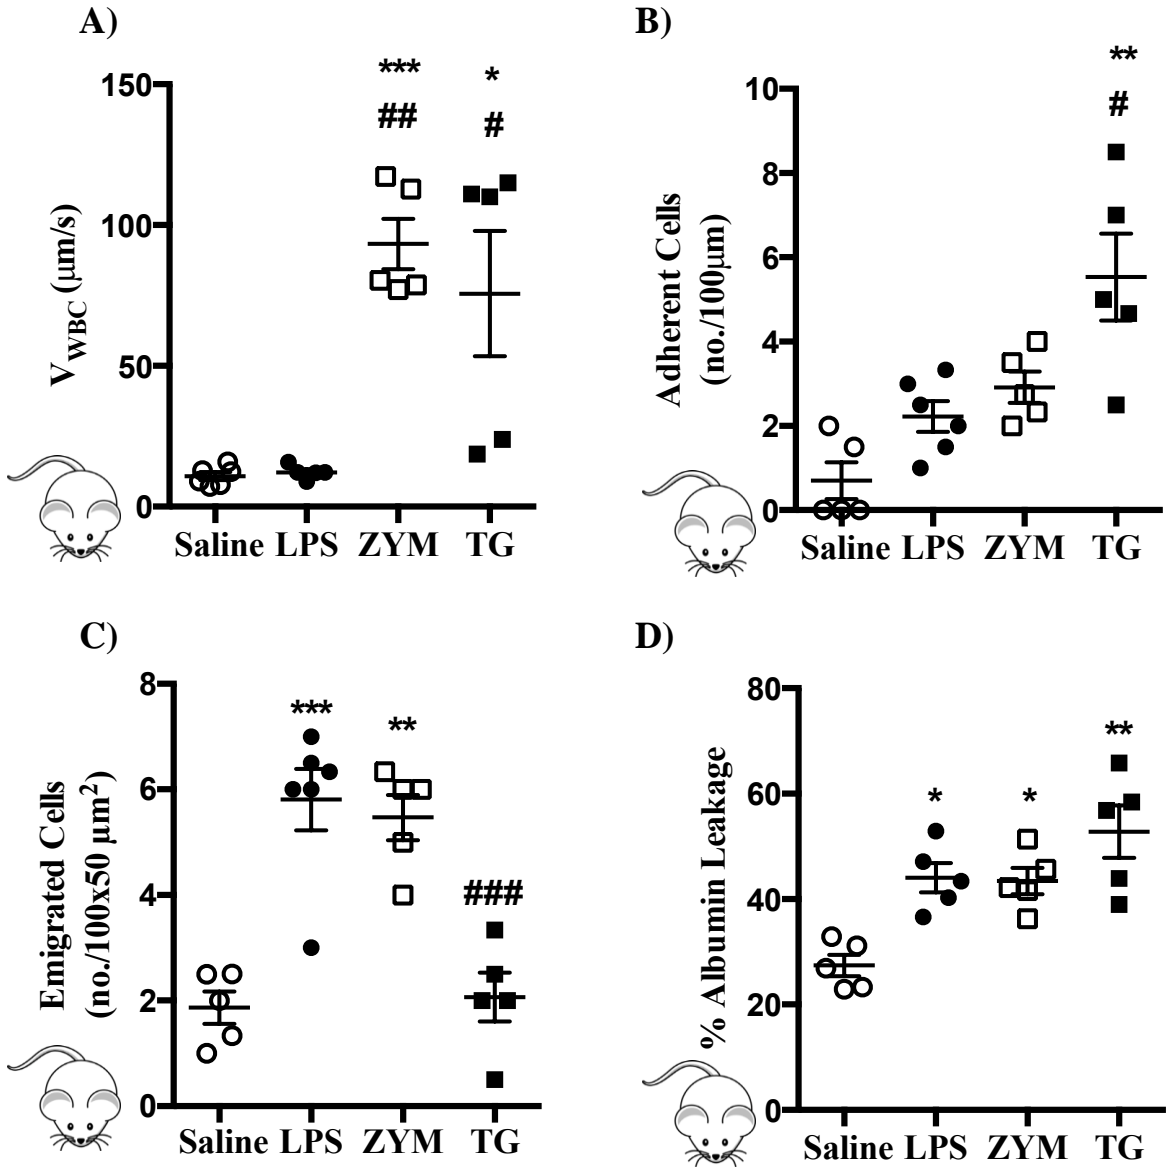 A)
***
*
##
#
150
100
50
0
V_WBC (μm/s)
Saline LPS ZYM TG
B)
**
#
10
8
6
4
2
0
Adherent Cells
(no./100μm)
Saline LPS ZYM TG
C)
***
**
###
8
6
4
2
0
Emigrated Cells
(no./100x50 μm²)
Saline LPS ZYM TG
D)
**
*
*
80
60
40
20
0
% Albumin Leakage
Saline LPS ZYM TG